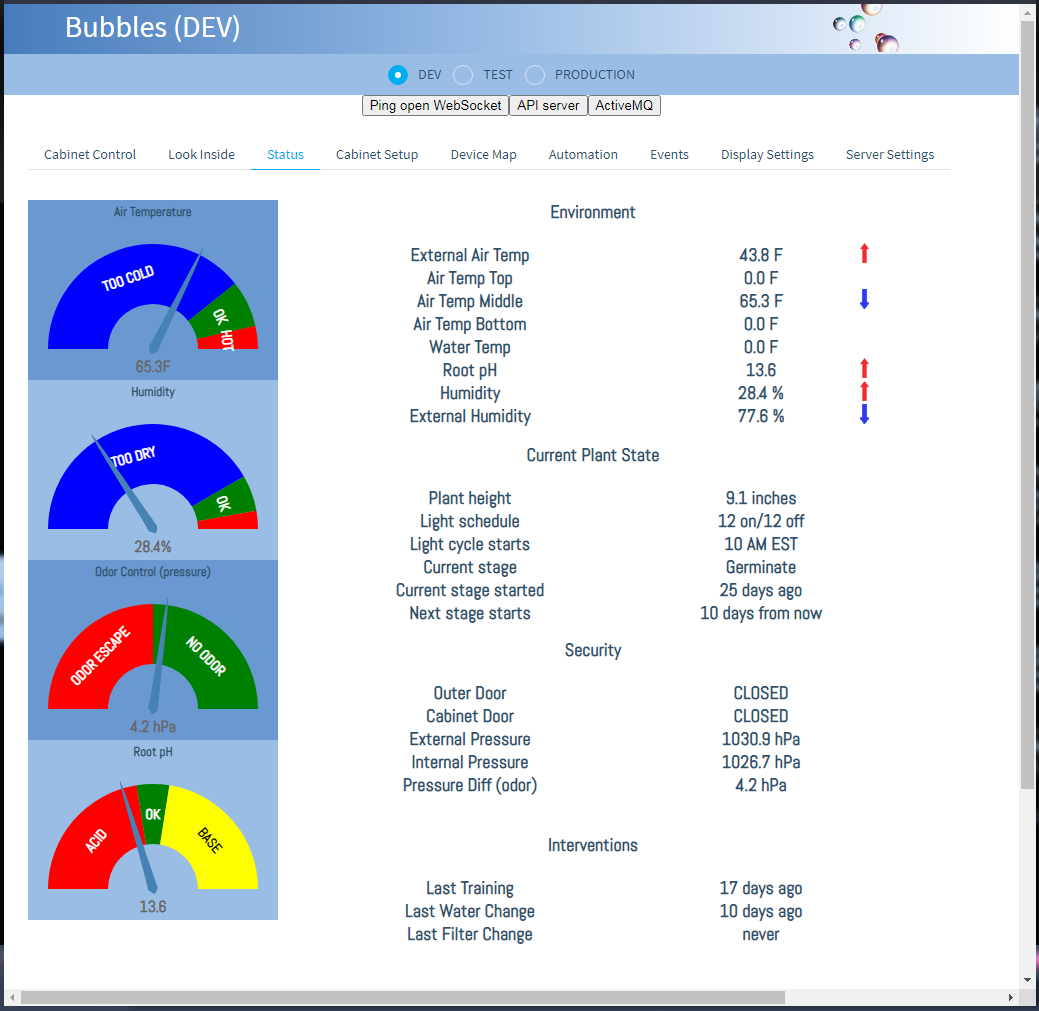 Bubbles (DEV)
DEV TEST PRODUCTION
Ping open WebSocket API server ActiveMQ
Cabinet Control Look Inside Status Cabinet Setup Device Map Automation Events Display Settings Server Settings
Air Temperature
TOO COLD
OK
HOT
65.3F
Humidity
TOO DRY
OK
28.4%
Odor Control (pressure)
ODOR ESCAPE
NO ODOR
4.2 hPa
Root pH
ACID
OK
BASE
13.6
Environment
External Air Temp 43.8 F
Air Temp Top 0.0 F
Air Temp Middle 65.3 F
Air Temp Bottom 0.0 F
Water Temp 0.0 F
Root pH 13.6
Humidity 28.4 %
External Humidity 77.6 %
Current Plant State
Plant height 9.1 inches
Light schedule 12 on/12 off
Light cycle starts 10 AM EST
Current stage Germinate
Current stage started 25 days ago
Next stage starts 10 days from now
Security
Outer Door CLOSED
Cabinet Door CLOSED
External Pressure 1030.9 hPa
Internal Pressure 1026.7 hPa
Pressure Diff (odor) 4.2 hPa
Interventions
Last Training 17 days ago
Last Water Change 10 days ago
Last Filter Change never